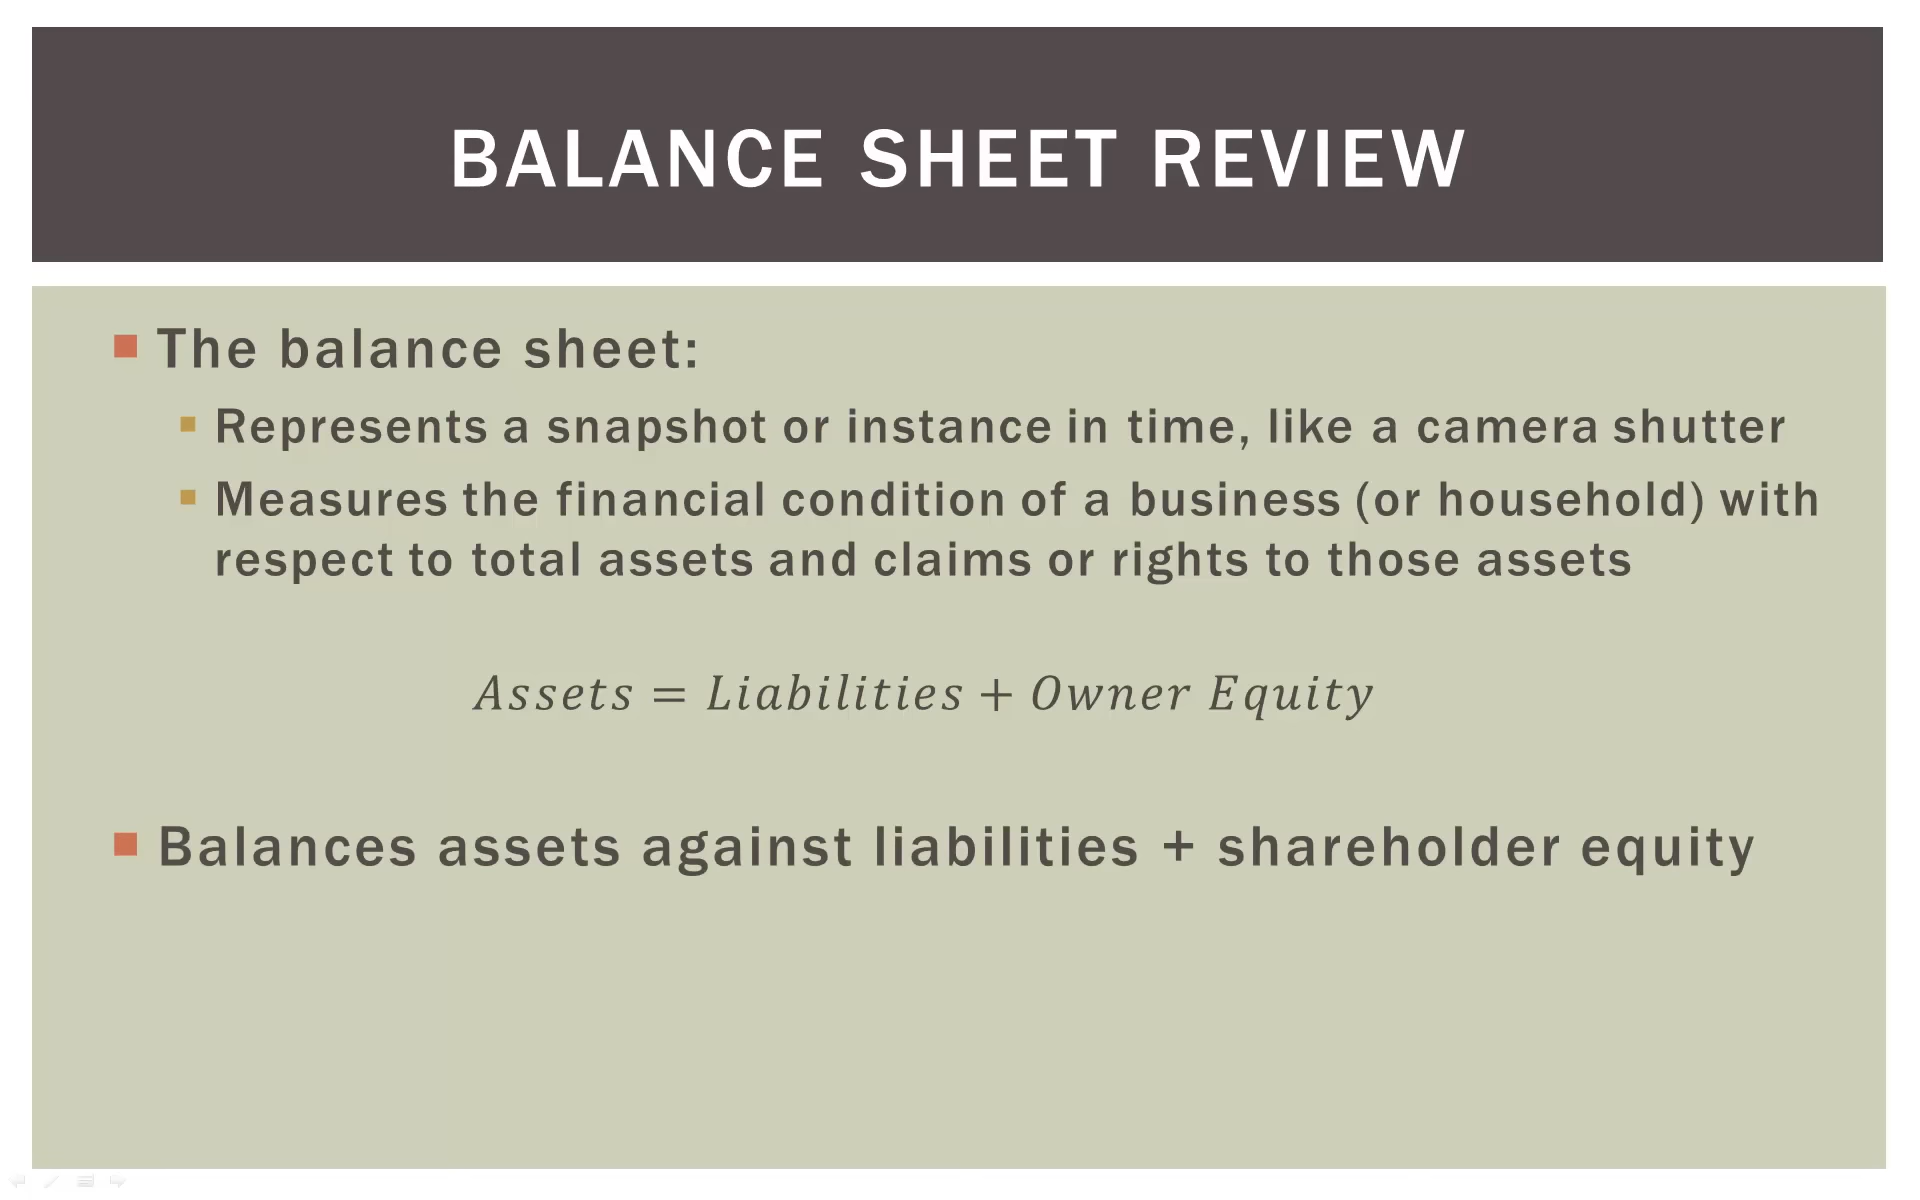 BALANCE SHEET REVIEW
The balance sheet:
Represents a snapshot or instance in time, like a camera shutter
Measures the financial condition of a business (or household) with
respect to total assets and claims or rights to those assets
Assets = Liabilities + Owner Equity
Balances assets against liabilities + shareholder equity